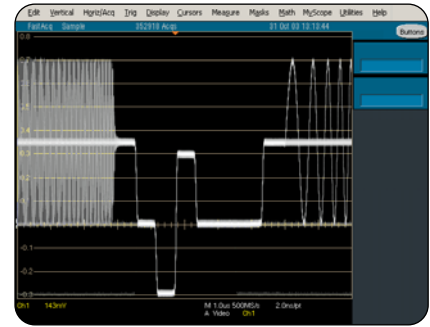 Edit Vertical Horiz/Acq Trig Display Cursors Measure Masks Math MyScope Utilities Help
FastAcq Sample 352918 Acqs 31 Oct 03 13:13:44 Buttons
0.8
0.3
-0.1
-0.2
-0.3
Ch1 143mV M 1.0us 500MS/s 2.0ns/pt
A Video Ch1